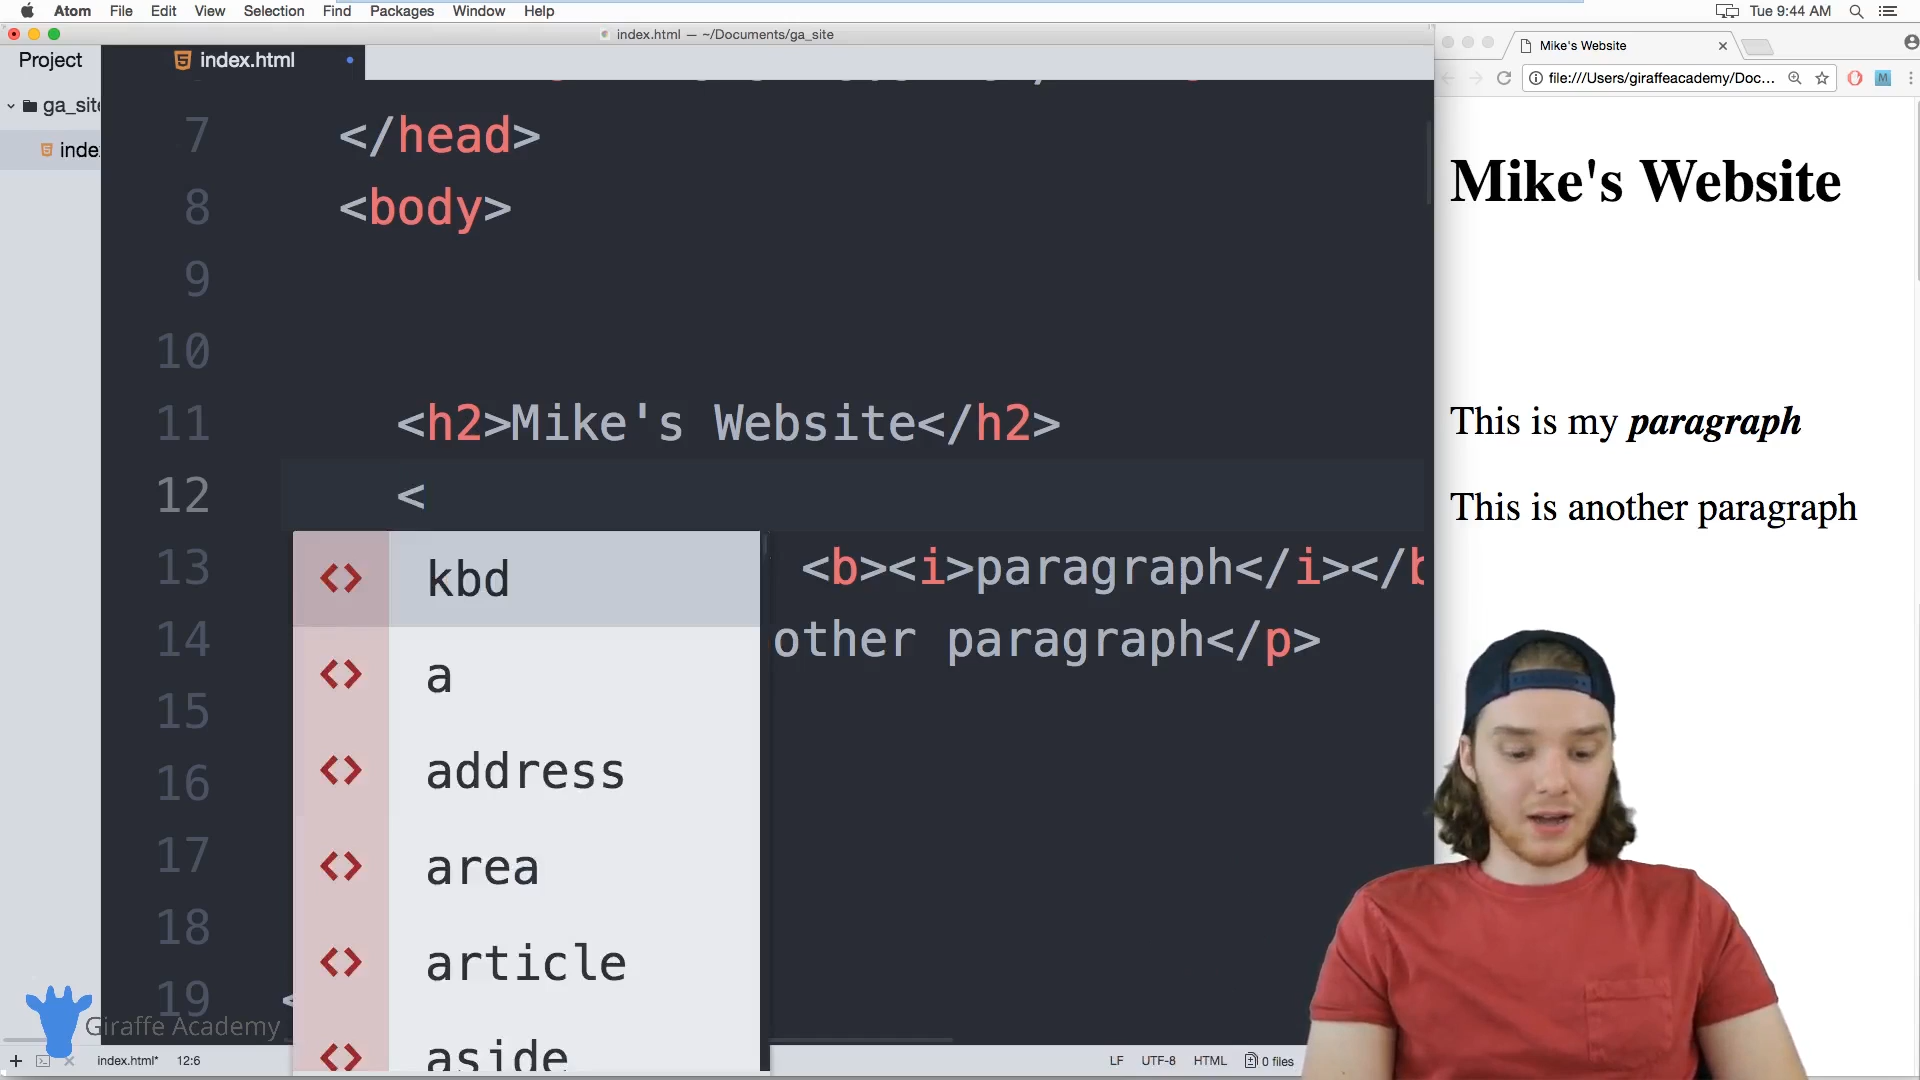 Atom File Edit View Selection Find Packages Window Help Tue 9:44 AM
index.html — ~/Documents/ga_site
Project index.html Mike's Website
file:///Users/giraffeacademy/Doc... M
ga_site
inde
7 </head>
8 <body>
9
10
11 <h2>Mike's Website</h2>
12 <
13 <b><i>paragraph</i></b
14 other paragraph</p>
15
16
17
18
19 <
kbd
a
address
area
article
aside
Mike's Website
This is my paragraph
This is another paragraph
Giraffe Academy
index.html* 12:6 LF UTF-8 HTML 0 files